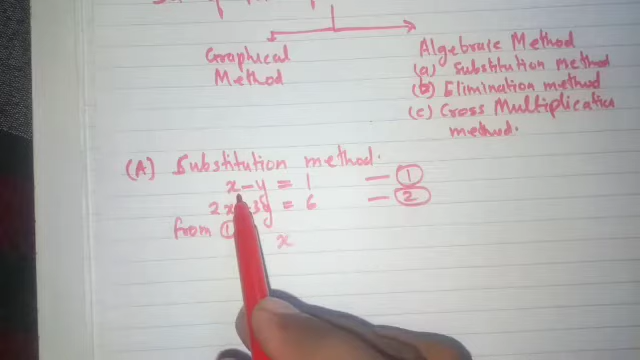 Graphical
Method
Algebraic Method
(a) Substitution method
(b) Elimination method
(c) Cross Multiplication
method.
(A) Substitution method.
x - y = 1 — ①
2x 3y = 6 — ②
from ① x